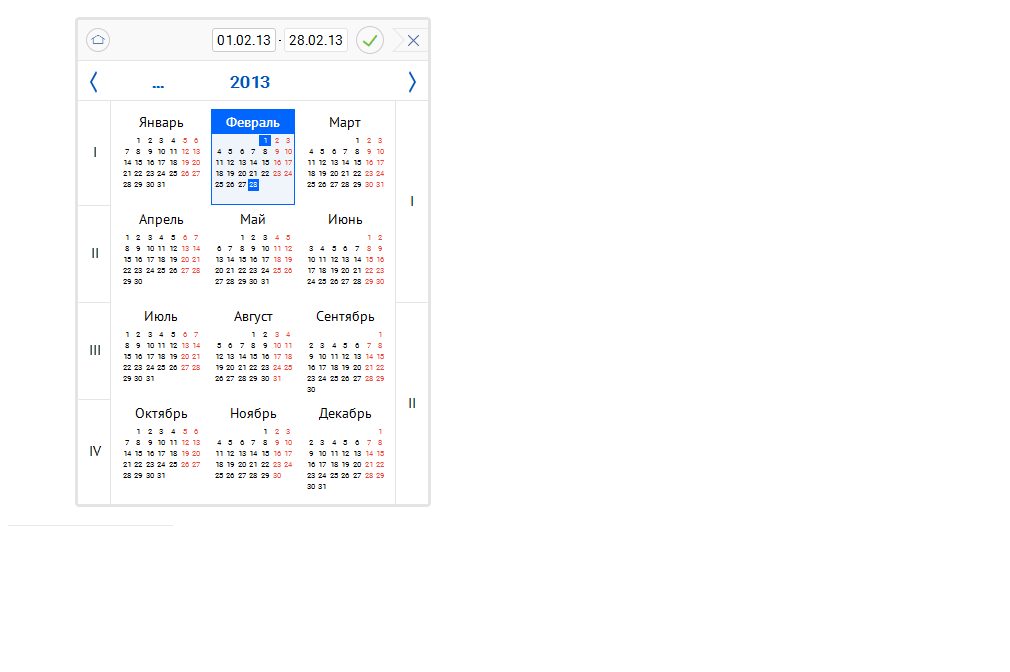 01.02.13 - 28.02.13
... 2013
Январь Февраль Март
1 2 3 4 5 6 1 2 3 1 2 3
7 8 9 10 11 12 13 4 5 6 7 8 9 10 4 5 6 7 8 9 10
I 14 15 16 17 18 19 20 11 12 13 14 15 16 17 11 12 13 14 15 16 17
21 22 23 24 25 26 27 18 19 20 21 22 23 24 18 19 20 21 22 23 24
28 29 30 31 25 26 27 28 25 26 27 28 29 30 31
I
Апрель Май Июнь
1 2 3 4 5 6 7 1 2 3 4 5 1 2
8 9 10 11 12 13 14 6 7 8 9 10 11 12 3 4 5 6 7 8 9
II 15 16 17 18 19 20 21 13 14 15 16 17 18 19 10 11 12 13 14 15 16
22 23 24 25 26 27 28 20 21 22 23 24 25 26 17 18 19 20 21 22 23
29 30 27 28 29 30 31 24 25 26 27 28 29 30
Июль Август Сентябрь
1 2 3 4 5 6 7 1 2 3 4 1
8 9 10 11 12 13 14 5 6 7 8 9 10 11 2 3 4 5 6 7 8
III 15 16 17 18 19 20 21 12 13 14 15 16 17 18 9 10 11 12 13 14 15
22 23 24 25 26 27 28 19 20 21 22 23 24 25 16 17 18 19 20 21 22
29 30 31 26 27 28 29 30 31 23 24 25 26 27 28 29
30
II
Октябрь Ноябрь Декабрь
1 2 3 4 5 6 1 2 3 1
7 8 9 10 11 12 13 4 5 6 7 8 9 10 2 3 4 5 6 7 8
IV 14 15 16 17 18 19 20 11 12 13 14 15 16 17 9 10 11 12 13 14 15
21 22 23 24 25 26 27 18 19 20 21 22 23 24 16 17 18 19 20 21 22
28 29 30 31 25 26 27 28 29 30 23 24 25 26 27 28 29
30 31